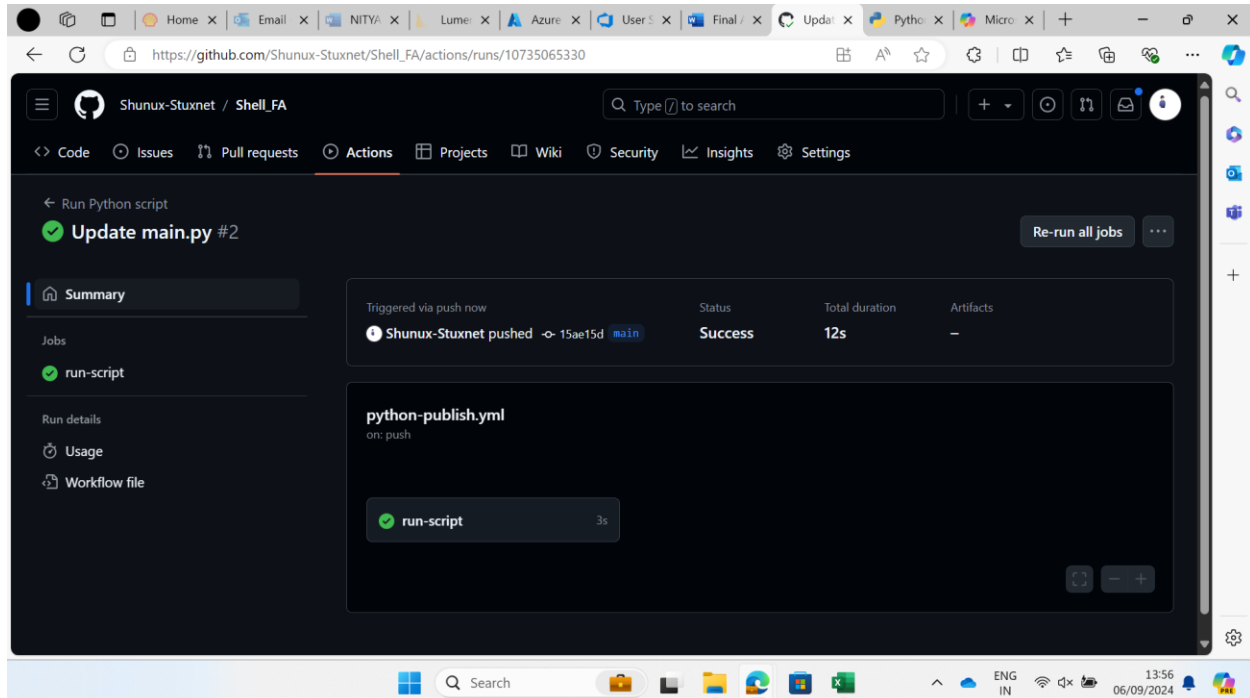 Home
Email
NITYA
Lume
Azure
User S
Final A
Updat
Pytho
Micro
https://github.com/Shunux-Stuxnet/Shell_FA/actions/runs/10735065330
Shunux-Stuxnet / Shell_FA
Type / to search
<> Code
Issues
Pull requests
Actions
Projects
Wiki
Security
Insights
Settings
← Run Python script
Update main.py #2
Re-run all jobs
Summary
Triggered via push now
Status
Total duration
Artifacts
Shunux-Stuxnet pushed 15ae15d main
Success
12s
–
Jobs
run-script
Run details
Usage
Workflow file
python-publish.yml
on: push
run-script
3s
Search
ENG
IN
13:56
06/09/2024
PRE